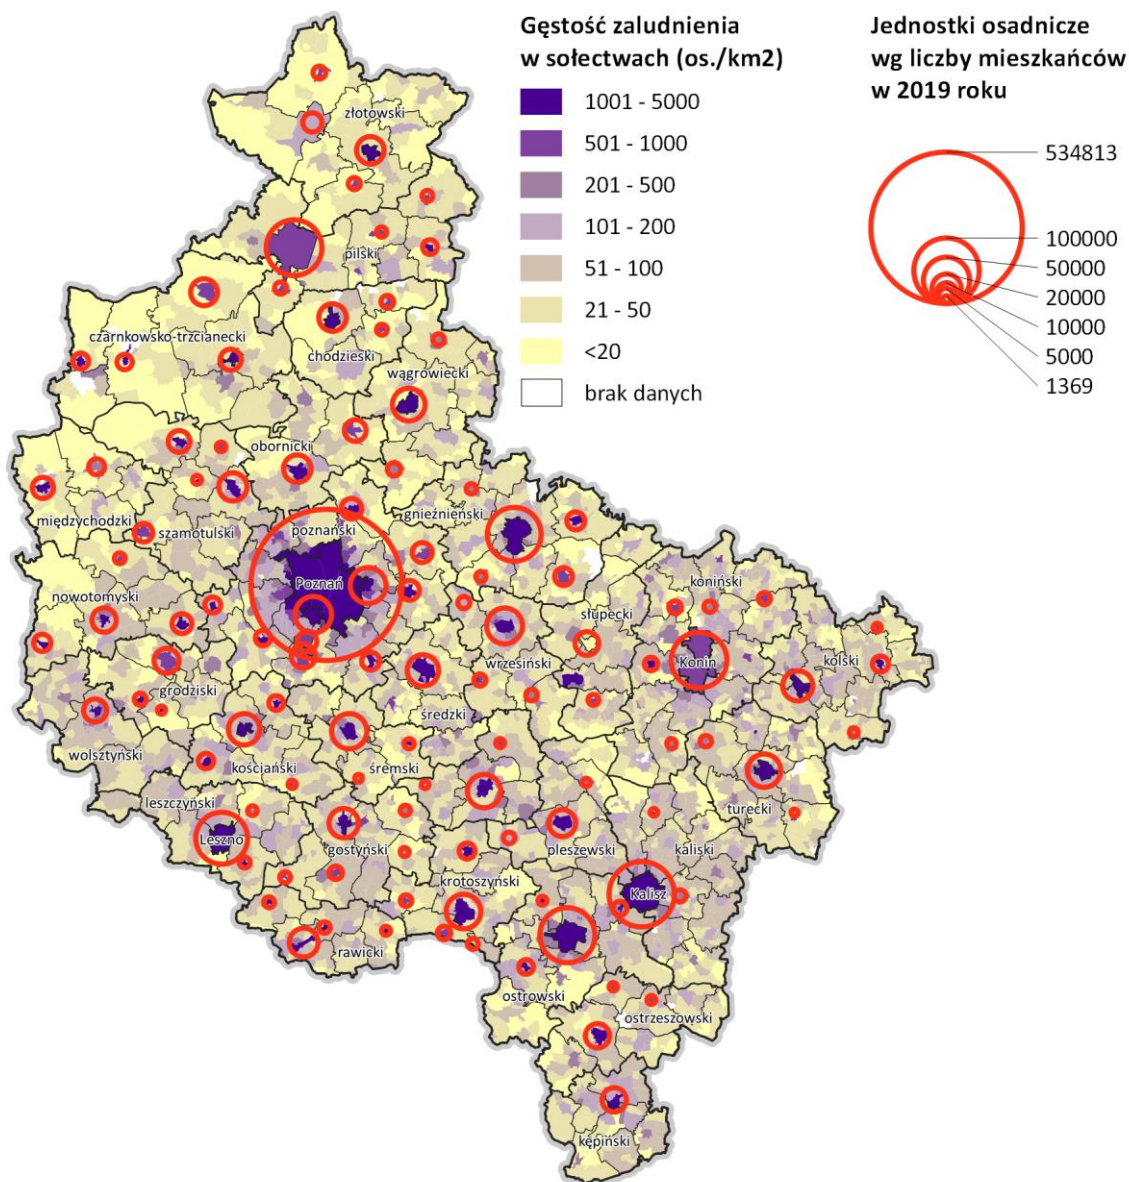 Gęstość zaludnienia
w sołectwach (os./km2)
1001 - 5000
501 - 1000
201 - 500
101 - 200
51 - 100
21 - 50
<20
brak danych
Jednostki osadnicze
wg liczby mieszkańców
w 2019 roku
534813
100000
50000
20000
10000
5000
1369
złotowski
pilski
czarnkowsko-trzcianecki
chodzieski
wągrowiecki
obornicki
międzychodzki
szamotulski
poznański
gnieźnieński
Poznań
nowotomyski
koniński
słupecki
wrzesiński
Konin
kolski
grodziski
średzki
wolsztyński
kościański
śremski
leszczyński
turecki
Leszno
gostyński
pleszewski
kaliski
krotoszyński
Kalisz
rawicki
ostrowski
ostrzeszowski
kępiński